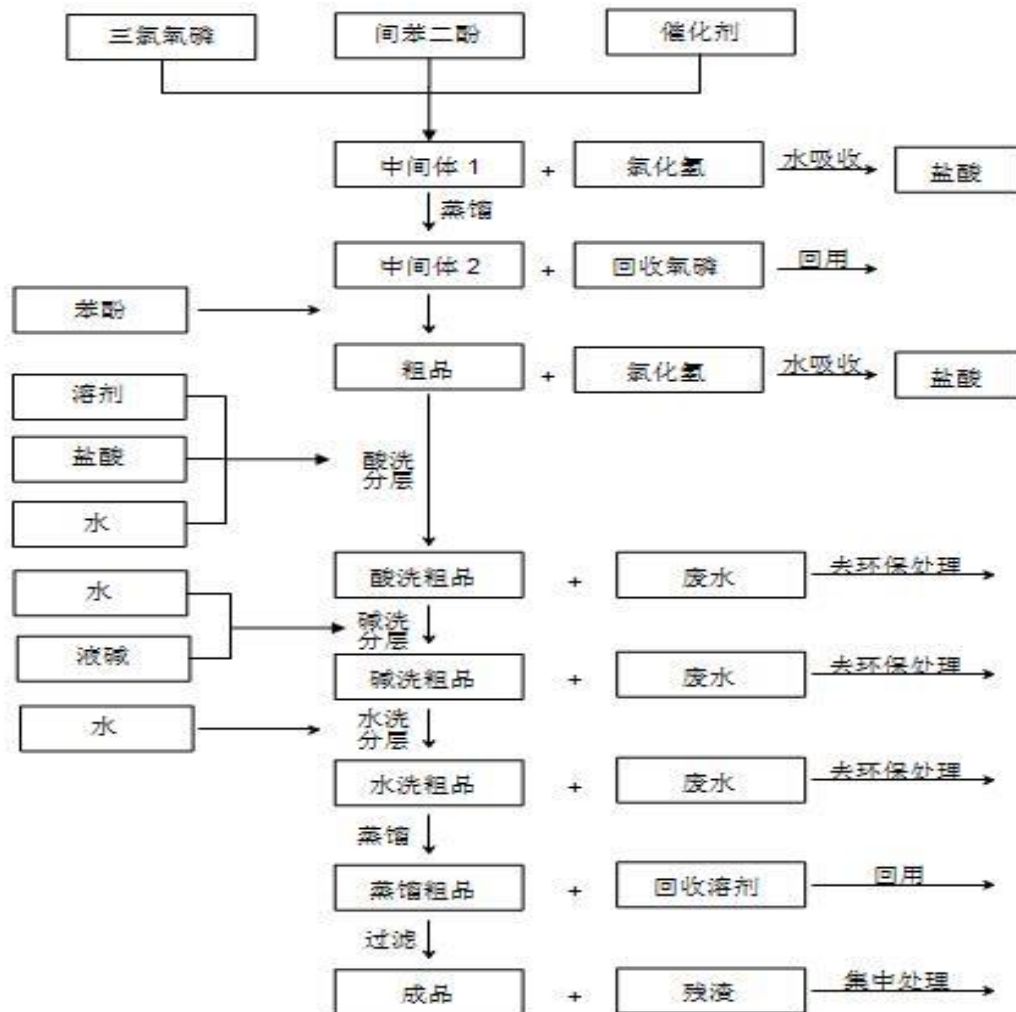 三氯氧磷 间苯二酚 催化剂
中间体 1 + 氯化氢 水吸收 盐酸
蒸馏
中间体 2 + 回收氧磷 回用
苯酚
粗品 + 氯化氢 水吸收 盐酸
溶剂
盐酸
水
酸洗
分层
酸洗粗品 + 废水 去环保处理
水
液碱
碱洗
分层
碱洗粗品 + 废水 去环保处理
水
水洗
分层
水洗粗品 + 废水 去环保处理
蒸馏
蒸馏粗品 + 回收溶剂 回用
过滤
成品 + 残渣 集中处理